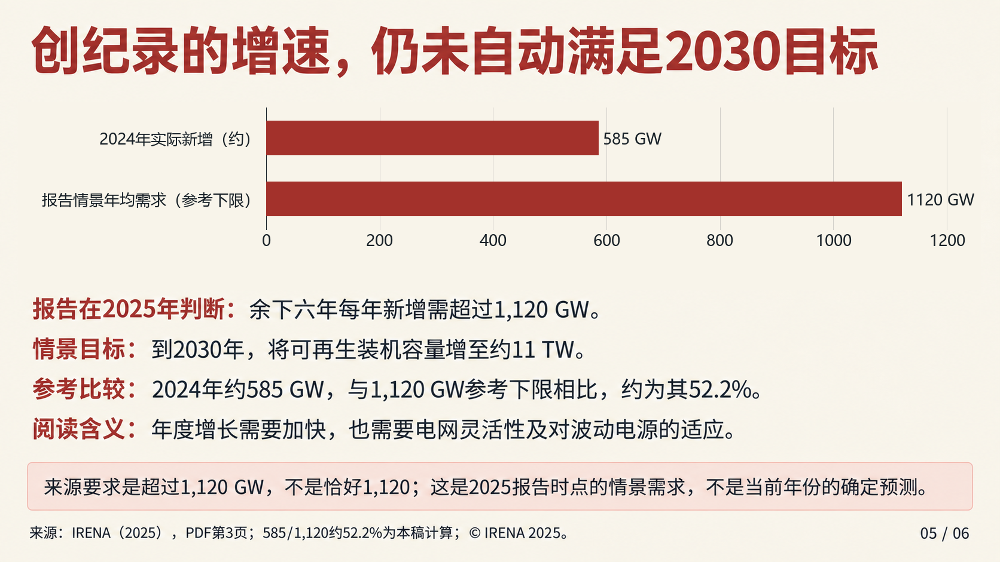 创纪录的增速，仍未自动满足2030目标
2024年实际新增（约）
585 GW
报告情景年均需求（参考下限）
1120 GW
0 200 400 600 800 1000 1200
报告在2025年判断：余下六年每年新增需超过1,120 GW。
情景目标：到2030年，将可再生装机容量增至约11 TW。
参考比较：2024年约585 GW，与1,120 GW参考下限相比，约为其52.2%。
阅读含义：年度增长需要加快，也需要电网灵活性及对波动电源的适应。
来源要求是超过1,120 GW，不是恰好1,120；这是2025报告时点的情景需求，不是当前年份的确定预测。
来源：IRENA（2025），PDF第3页；585/1,120约52.2%为本稿计算；© IRENA 2025。
05 / 06